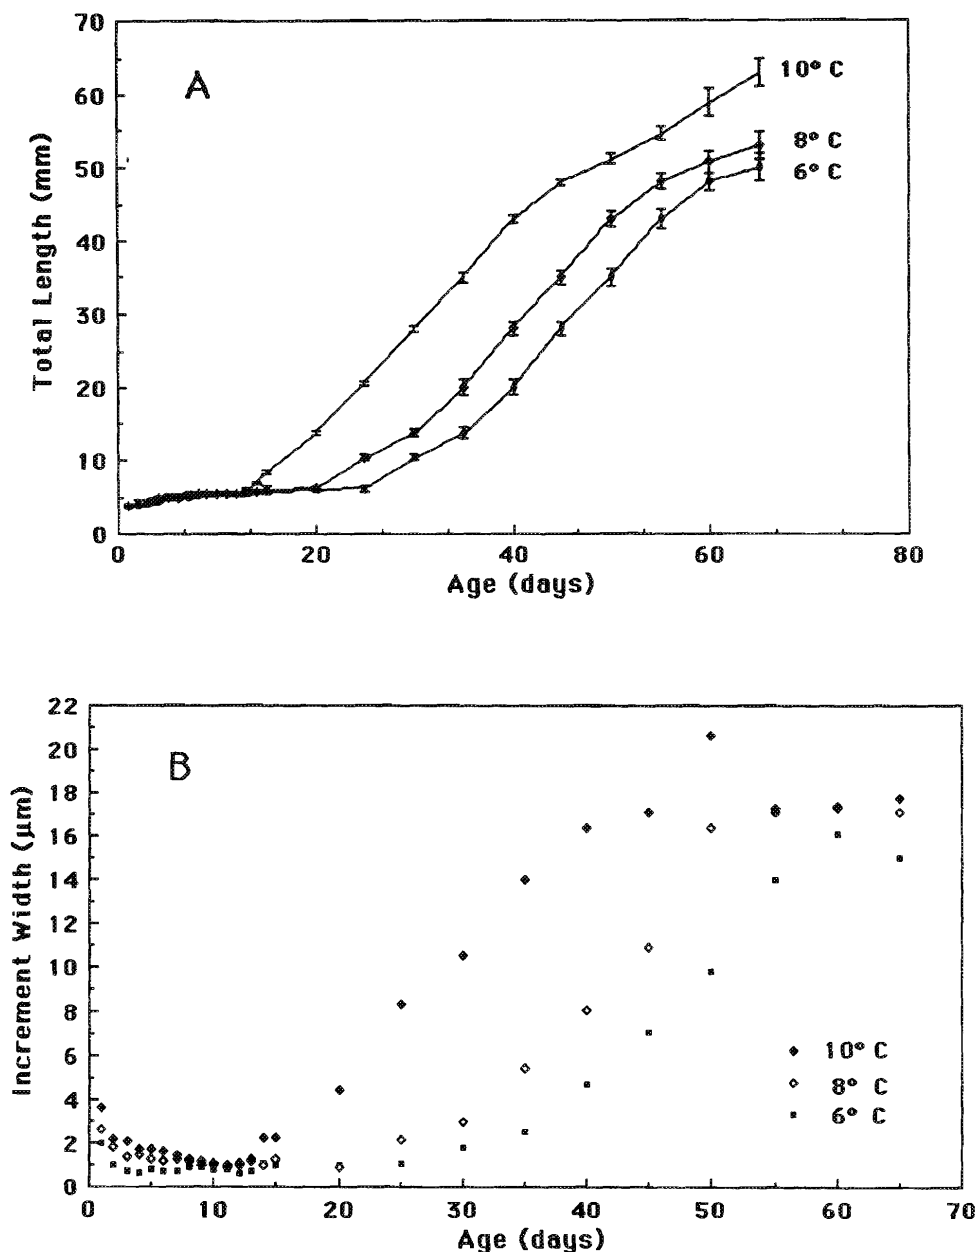 70
A
10° C
60
8° C
50
6° C
40
30
20
10
0
Total Length (mm)
0 20 40 60 80
Age (days)
22
B
20
18
16
14
12
10
8
6
4
2
0
Increment Width (µm)
10° C
8° C
6° C
0 10 20 30 40 50 60 70
Age (days)